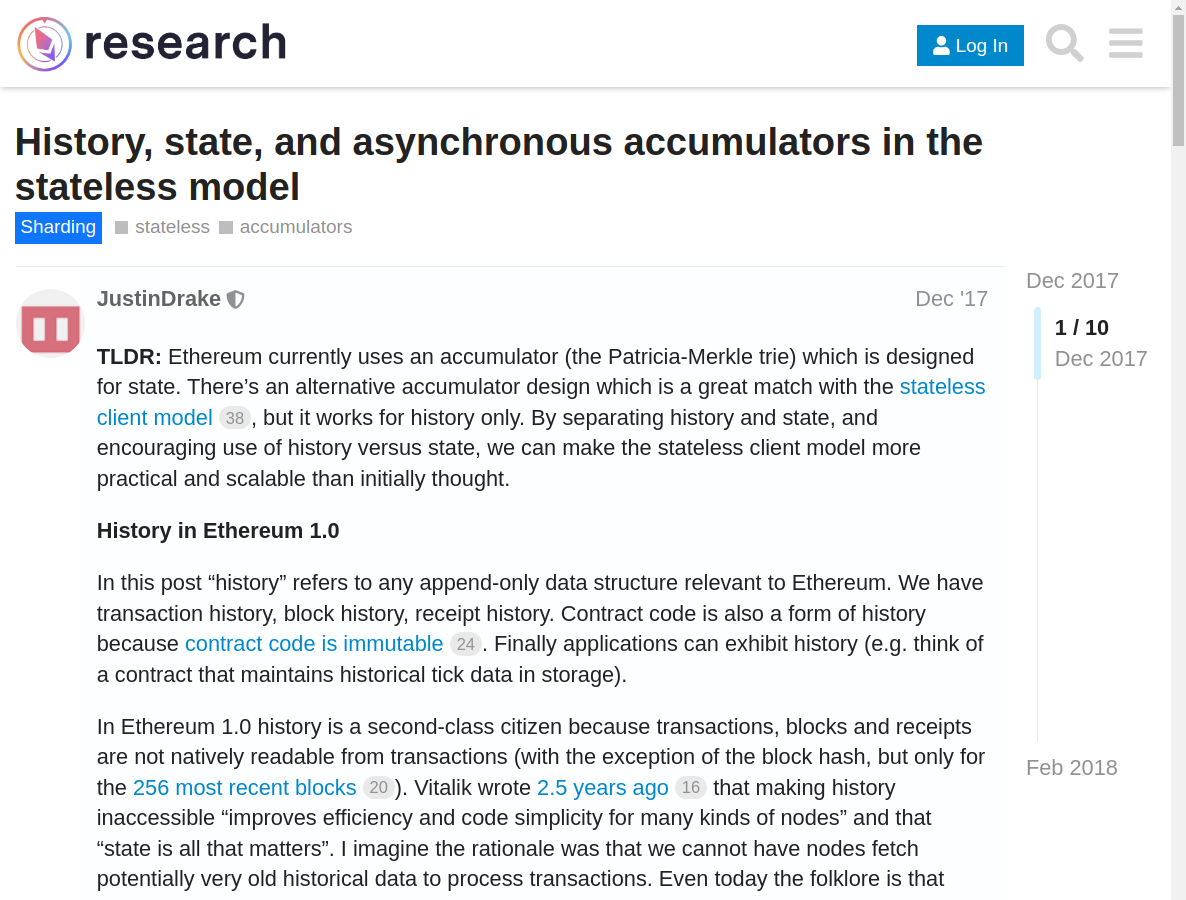 research
Log In
History, state, and asynchronous accumulators in the
stateless model
Sharding stateless accumulators
Dec 2017
JustinDrake Dec '17
1 / 10
Dec 2017
TLDR: Ethereum currently uses an accumulator (the Patricia-Merkle trie) which is designed
for state. There’s an alternative accumulator design which is a great match with the stateless
client model 38, but it works for history only. By separating history and state, and
encouraging use of history versus state, we can make the stateless client model more
practical and scalable than initially thought.
History in Ethereum 1.0
In this post “history” refers to any append-only data structure relevant to Ethereum. We have
transaction history, block history, receipt history. Contract code is also a form of history
because contract code is immutable 24. Finally applications can exhibit history (e.g. think of
a contract that maintains historical tick data in storage).
In Ethereum 1.0 history is a second-class citizen because transactions, blocks and receipts
are not natively readable from transactions (with the exception of the block hash, but only for
the 256 most recent blocks 20). Vitalik wrote 2.5 years ago 16 that making history
inaccessible “improves efficiency and code simplicity for many kinds of nodes” and that
“state is all that matters”. I imagine the rationale was that we cannot have nodes fetch
potentially very old historical data to process transactions. Even today the folklore is that
Feb 2018